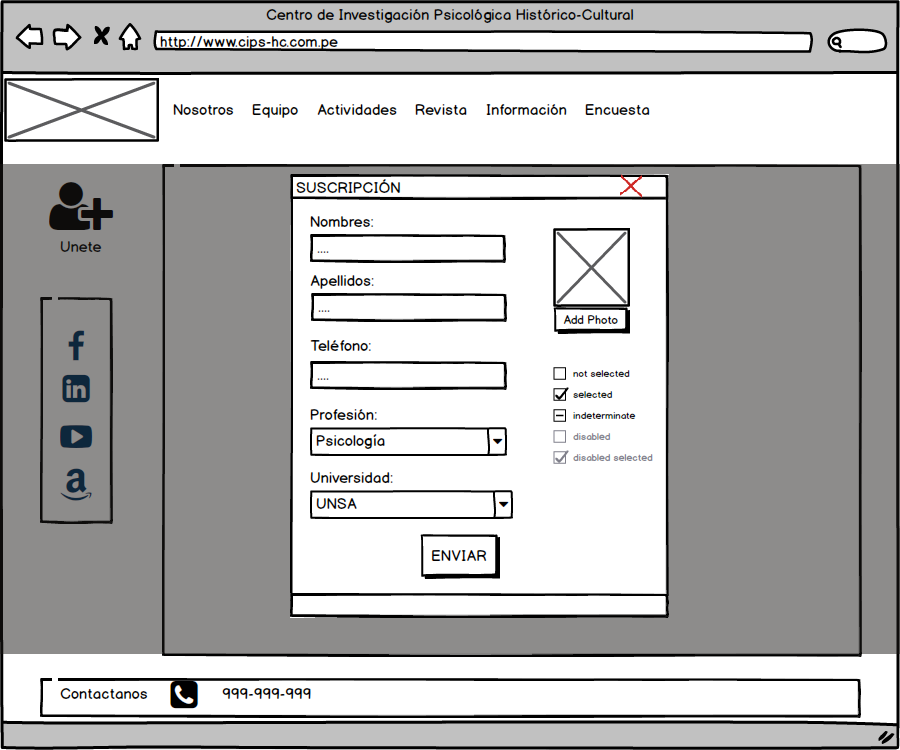 Centro de Investigación Psicológica Histórico-Cultural
http://www.cips-hc.com.pe
Nosotros Equipo Actividades Revista Información Encuesta
Unete
SUSCRIPCIÓN
Nombres:
....
Apellidos:
....
Teléfono:
....
Profesión:
Psicología
Universidad:
UNSA
ENVIAR
Add Photo
not selected
selected
indeterminate
disabled
disabled selected
Contactanos 999-999-999